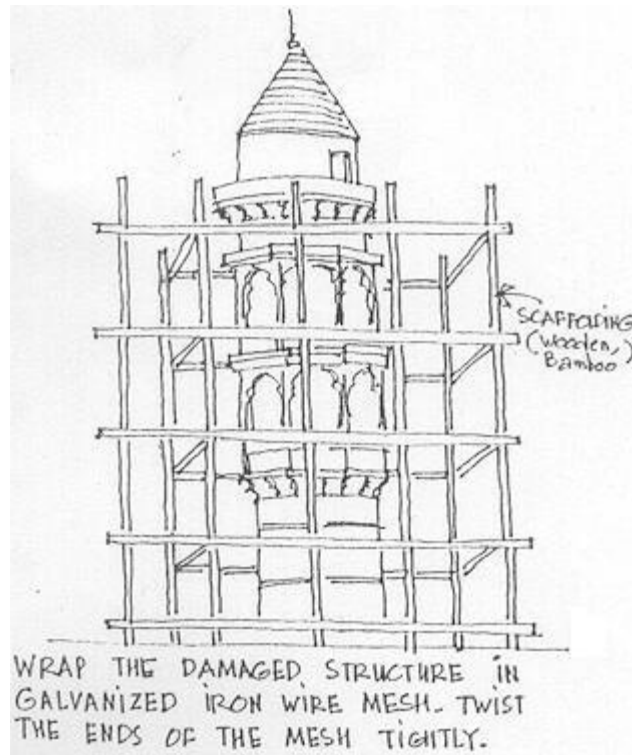 SCAFFOLDING
(Wooden,)
Bamboo
WRAP THE DAMAGED STRUCTURE IN
GALVANIZED IRON WIRE MESH. TWIST
THE ENDS OF THE MESH TIGHTLY.